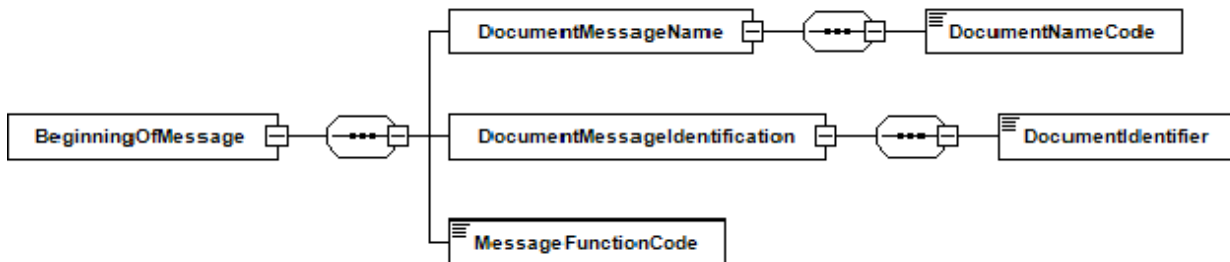 DocumentMessageName
DocumentNameCode
BeginningOfMessage
DocumentMessageIdentification
DocumentIdentifier
MessageFunctionCode